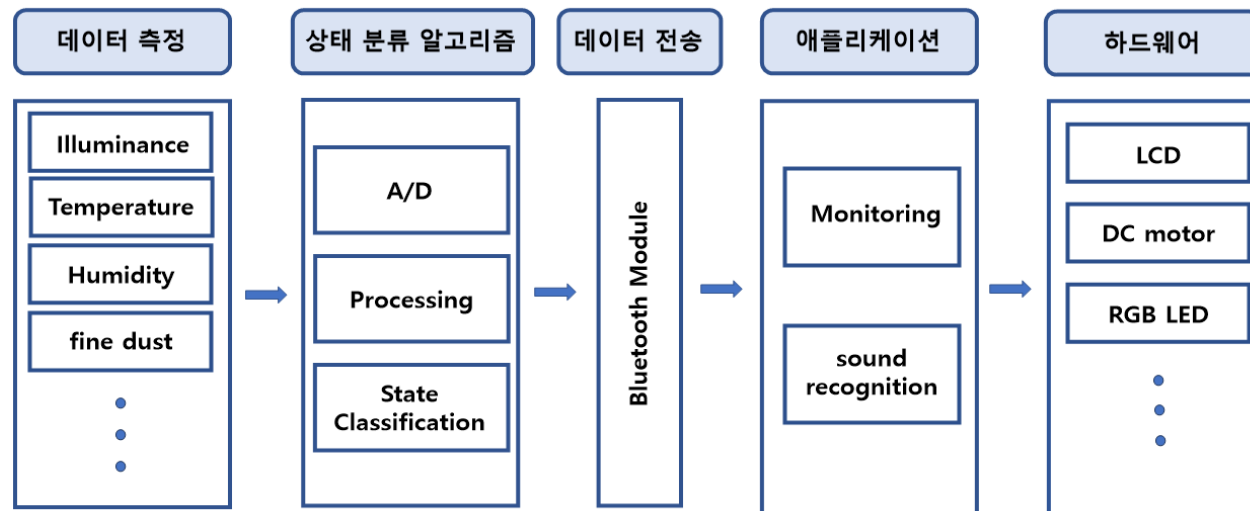 데이터 측정
상태 분류 알고리즘
데이터 전송
애플리케이션
하드웨어
Illuminance
Temperature
Humidity
fine dust
A/D
Processing
State
Classification
Bluetooth Module
Monitoring
sound
recognition
LCD
DC motor
RGB LED